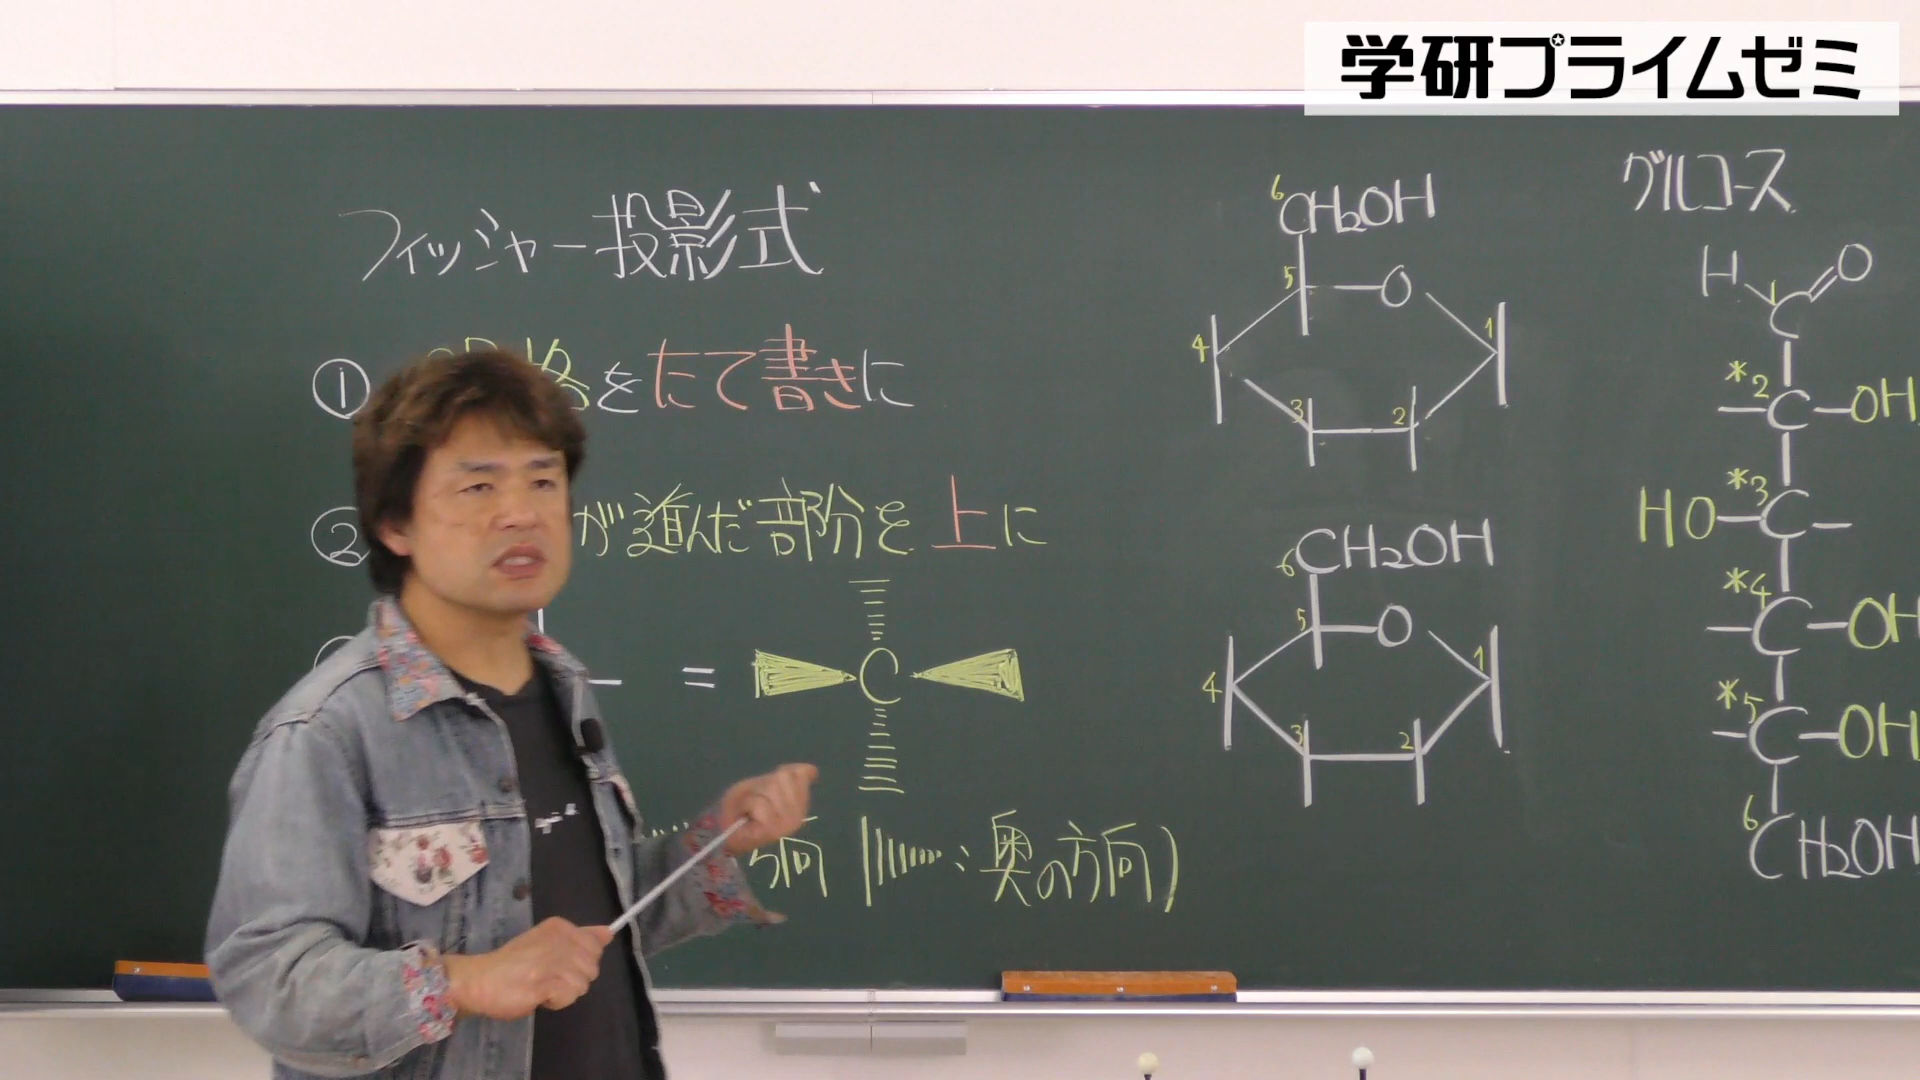 学研プライムゼミ
フィッシャー投影式
① をたて書きに
② が進んだ部分を上に
= C
方向 : 奥の方向)
6 CH2OH
5 O
4 1
3 2
6 CH2OH
5 O
4 1
3 2
グルコース
H 1 C O
*2 C OH
HO *3 C
*4 C OH
*5 C OH
6 CH2OH